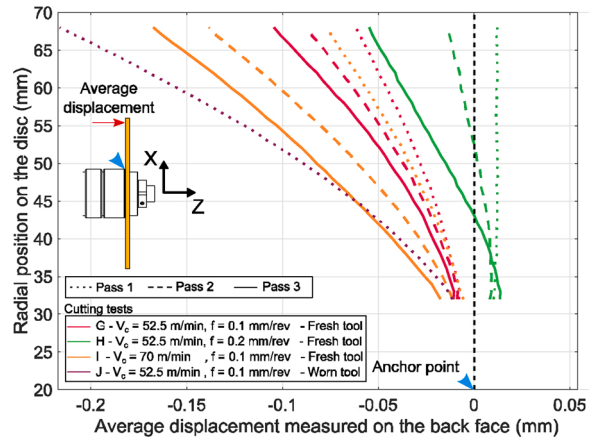 70
65
60
55
50
45
40
35
30
25
20
Radial position on the disc (mm)
Average
displacement
X
Z
Pass 1
Pass 2
Pass 3
Cutting tests
G - Vc = 52.5 m/min, f = 0.1 mm/rev - Fresh tool
H - Vc = 52.5 m/min, f = 0.2 mm/rev - Fresh tool
I - Vc = 70 m/min , f = 0.1 mm/rev - Fresh tool
J - Vc = 52.5 m/min, f = 0.1 mm/rev - Worn tool
Anchor point
-0.2 -0.15 -0.1 -0.05 0 0.05
Average displacement measured on the back face (mm)